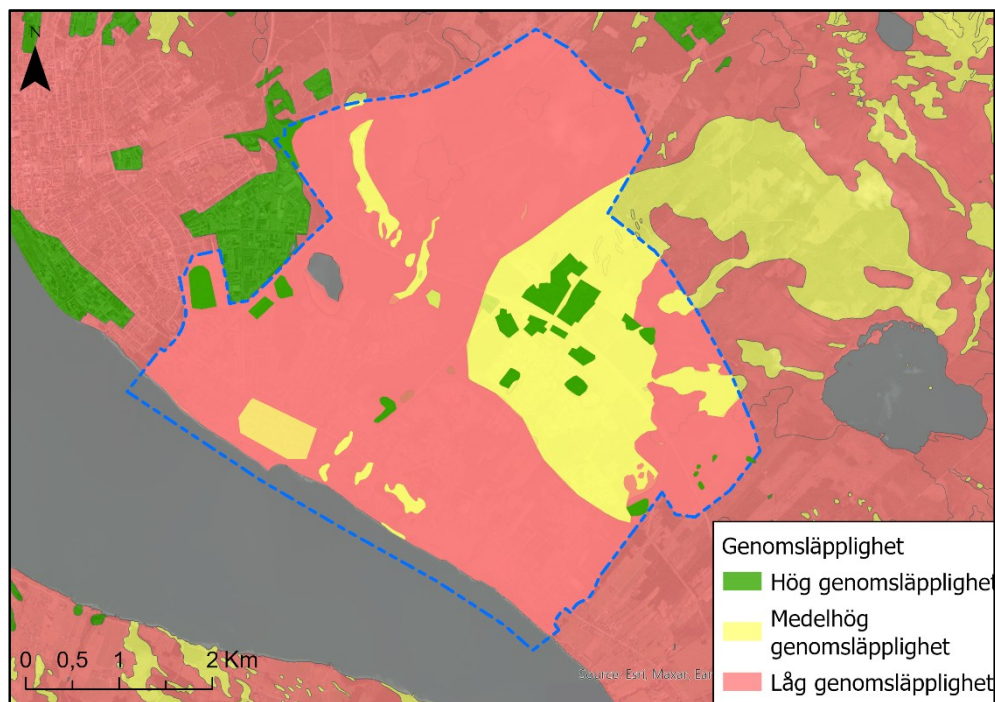 N
Genomsläpplighet
Hög genomsläpplighet
Medelhög
genomsläpplighet
Låg genomsläpplighet
0 0,5 1 2 Km
Source: Esri, Maxar, Ear